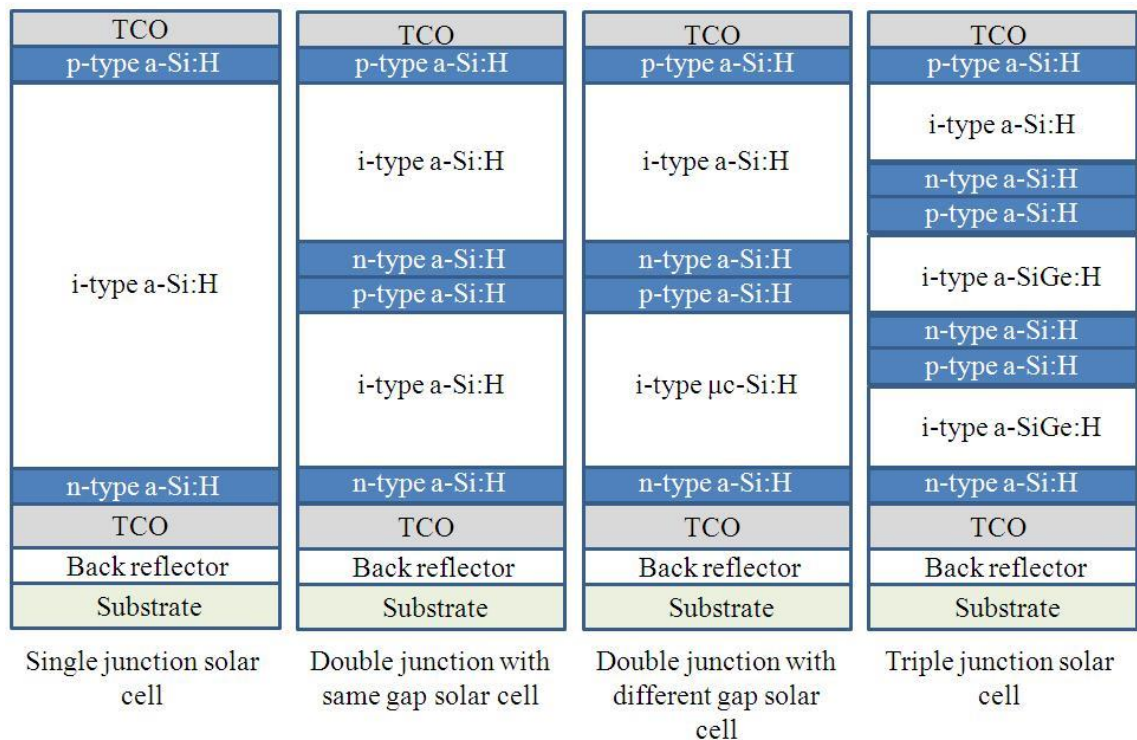 TCO
p-type a-Si:H
i-type a-Si:H
n-type a-Si:H
TCO
Back reflector
Substrate
Single junction solar
cell
TCO
p-type a-Si:H
i-type a-Si:H
n-type a-Si:H
p-type a-Si:H
i-type a-Si:H
n-type a-Si:H
TCO
Back reflector
Substrate
Double junction with
same gap solar cell
TCO
p-type a-Si:H
i-type a-Si:H
n-type a-Si:H
p-type a-Si:H
i-type μc-Si:H
n-type a-Si:H
TCO
Back reflector
Substrate
Double junction with
different gap solar
cell
TCO
p-type a-Si:H
i-type a-Si:H
n-type a-Si:H
p-type a-Si:H
i-type a-SiGe:H
n-type a-Si:H
p-type a-Si:H
i-type a-SiGe:H
n-type a-Si:H
TCO
Back reflector
Substrate
Triple junction solar
cell